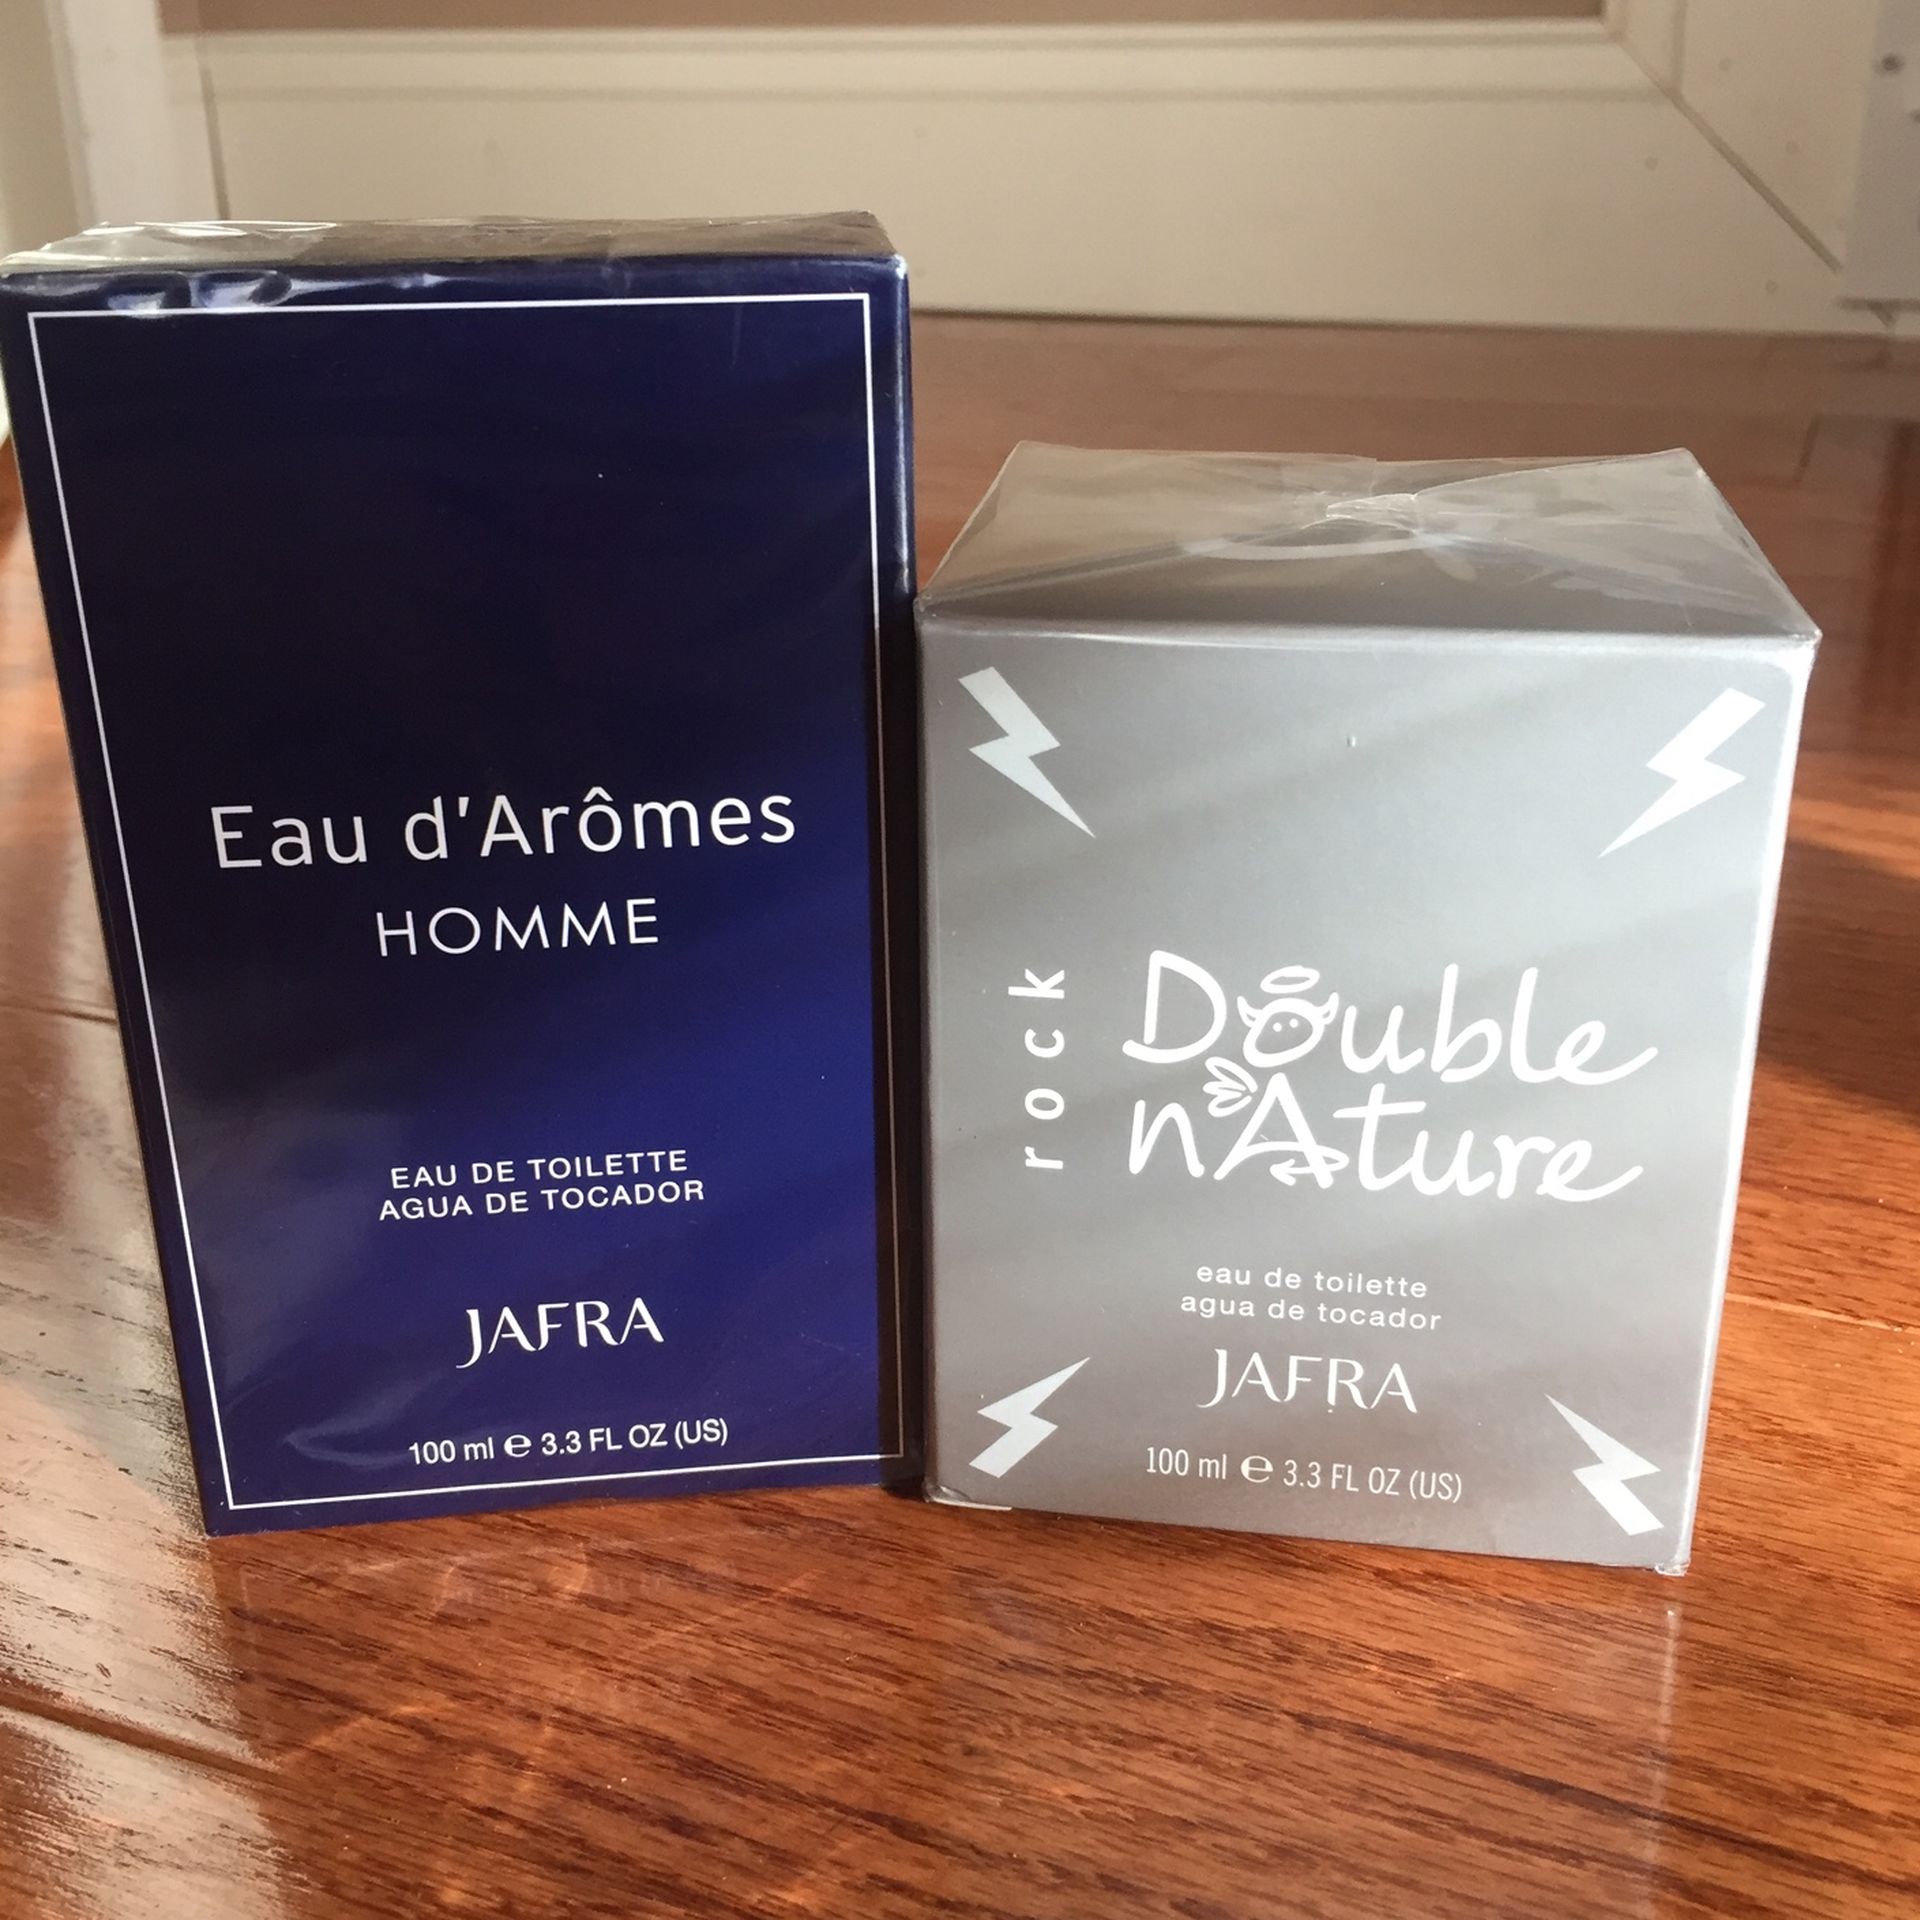 Eau d'Arômes
HOMME
EAU DE TOILETTE
AGUA DE TOCADOR
JAFRA
100 ml ℮ 3.3 FL OZ (US)
rock
Double
nAture
eau de toilette
agua de tocador
JAFRA
100 ml ℮ 3.3 FL OZ (US)